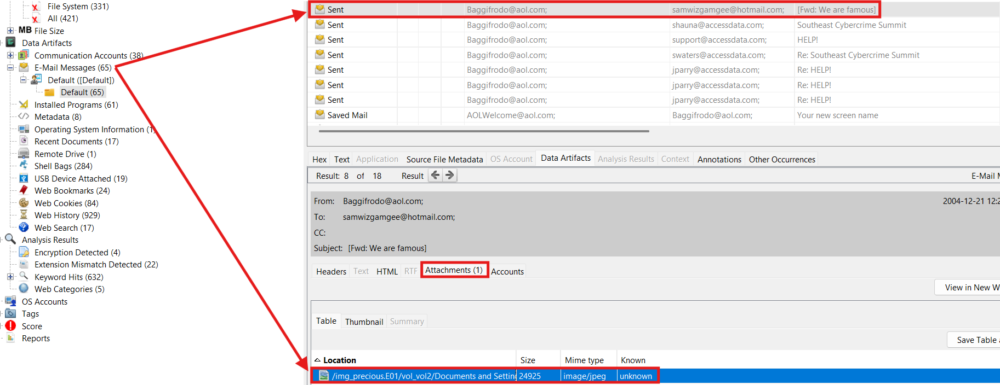 File System (331)
All (421)
MB File Size
Data Artifacts
Communication Accounts (38)
E-Mail Messages (65)
Default ([Default])
Default (65)
Installed Programs (61)
Metadata (8)
Operating System Information (1)
Recent Documents (17)
Remote Drive (1)
Shell Bags (284)
USB Device Attached (19)
Web Bookmarks (24)
Web Cookies (84)
Web History (929)
Web Search (17)
Analysis Results
Encryption Detected (4)
Extension Mismatch Detected (22)
Keyword Hits (632)
Web Categories (5)
OS Accounts
Tags
Score
Reports
Sent Baggifrodo@aol.com; samwizgamgee@hotmail.com; [Fwd: We are famous]
Sent Baggifrodo@aol.com; shauna@accessdata.com; Southeast Cybercrime Summit
Sent Baggifrodo@aol.com; support@accessdata.com; HELP!
Sent Baggifrodo@aol.com; swaters@accessdata.com; Re: Southeast Cybercrime Summit
Sent Baggifrodo@aol.com; jparry@accessdata.com; Re: HELP!
Sent Baggifrodo@aol.com; jparry@accessdata.com; Re: HELP!
Sent Baggifrodo@aol.com; jparry@accessdata.com; Re: HELP!
Saved Mail AOLWelcome@aol.com; Baggifrodo@aol.com; Your new screen name
Hex Text Application Source File Metadata OS Account Data Artifacts Analysis Results Context Annotations Other Occurrences
Result: 8 of 18 Result E-Mail
From: Baggifrodo@aol.com; 2004-12-21 12:2
To: samwizgamgee@hotmail.com;
CC:
Subject: [Fwd: We are famous]
Headers Text HTML RTF Attachments (1) Accounts
View in New W
Table Thumbnail Summary
Save Table
Location Size Mime type Known
/img_precious.E01/vol_vol2/Documents and Settin 24925 image/jpeg unknown